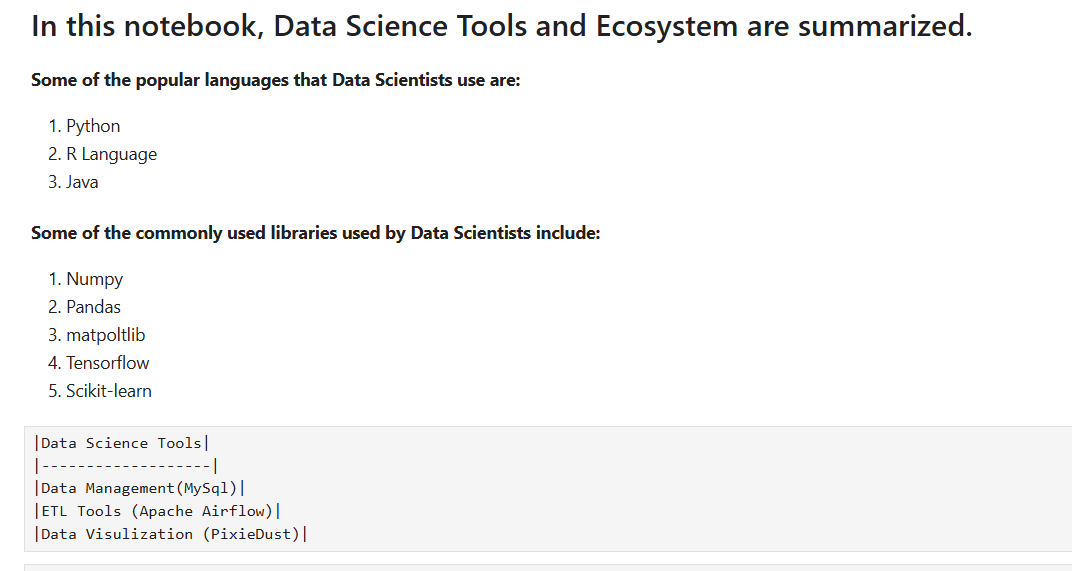 In this notebook, Data Science Tools and Ecosystem are summarized.
Some of the popular languages that Data Scientists use are:
1. Python
2. R Language
3. Java
Some of the commonly used libraries used by Data Scientists include:
1. Numpy
2. Pandas
3. matpoltlib
4. Tensorflow
5. Scikit-learn
|Data Science Tools|
|-------------------|
|Data Management(MySql)|
|ETL Tools (Apache Airflow)|
|Data Visulization (PixieDust)|